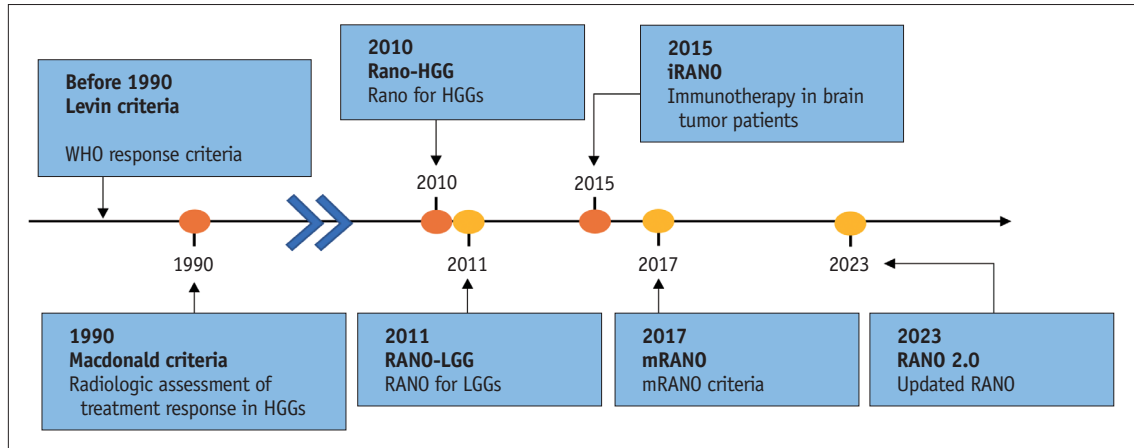 Before 1990
Levin criteria
WHO response criteria
2010
Rano-HGG
Rano for HGGs
2015
iRANO
Immunotherapy in brain
tumor patients
2010
2015
1990
2011
2017
2023
1990
Macdonald criteria
Radiologic assessment of
treatment response in HGGs
2011
RANO-LGG
RANO for LGGs
2017
mRANO
mRANO criteria
2023
RANO 2.0
Updated RANO